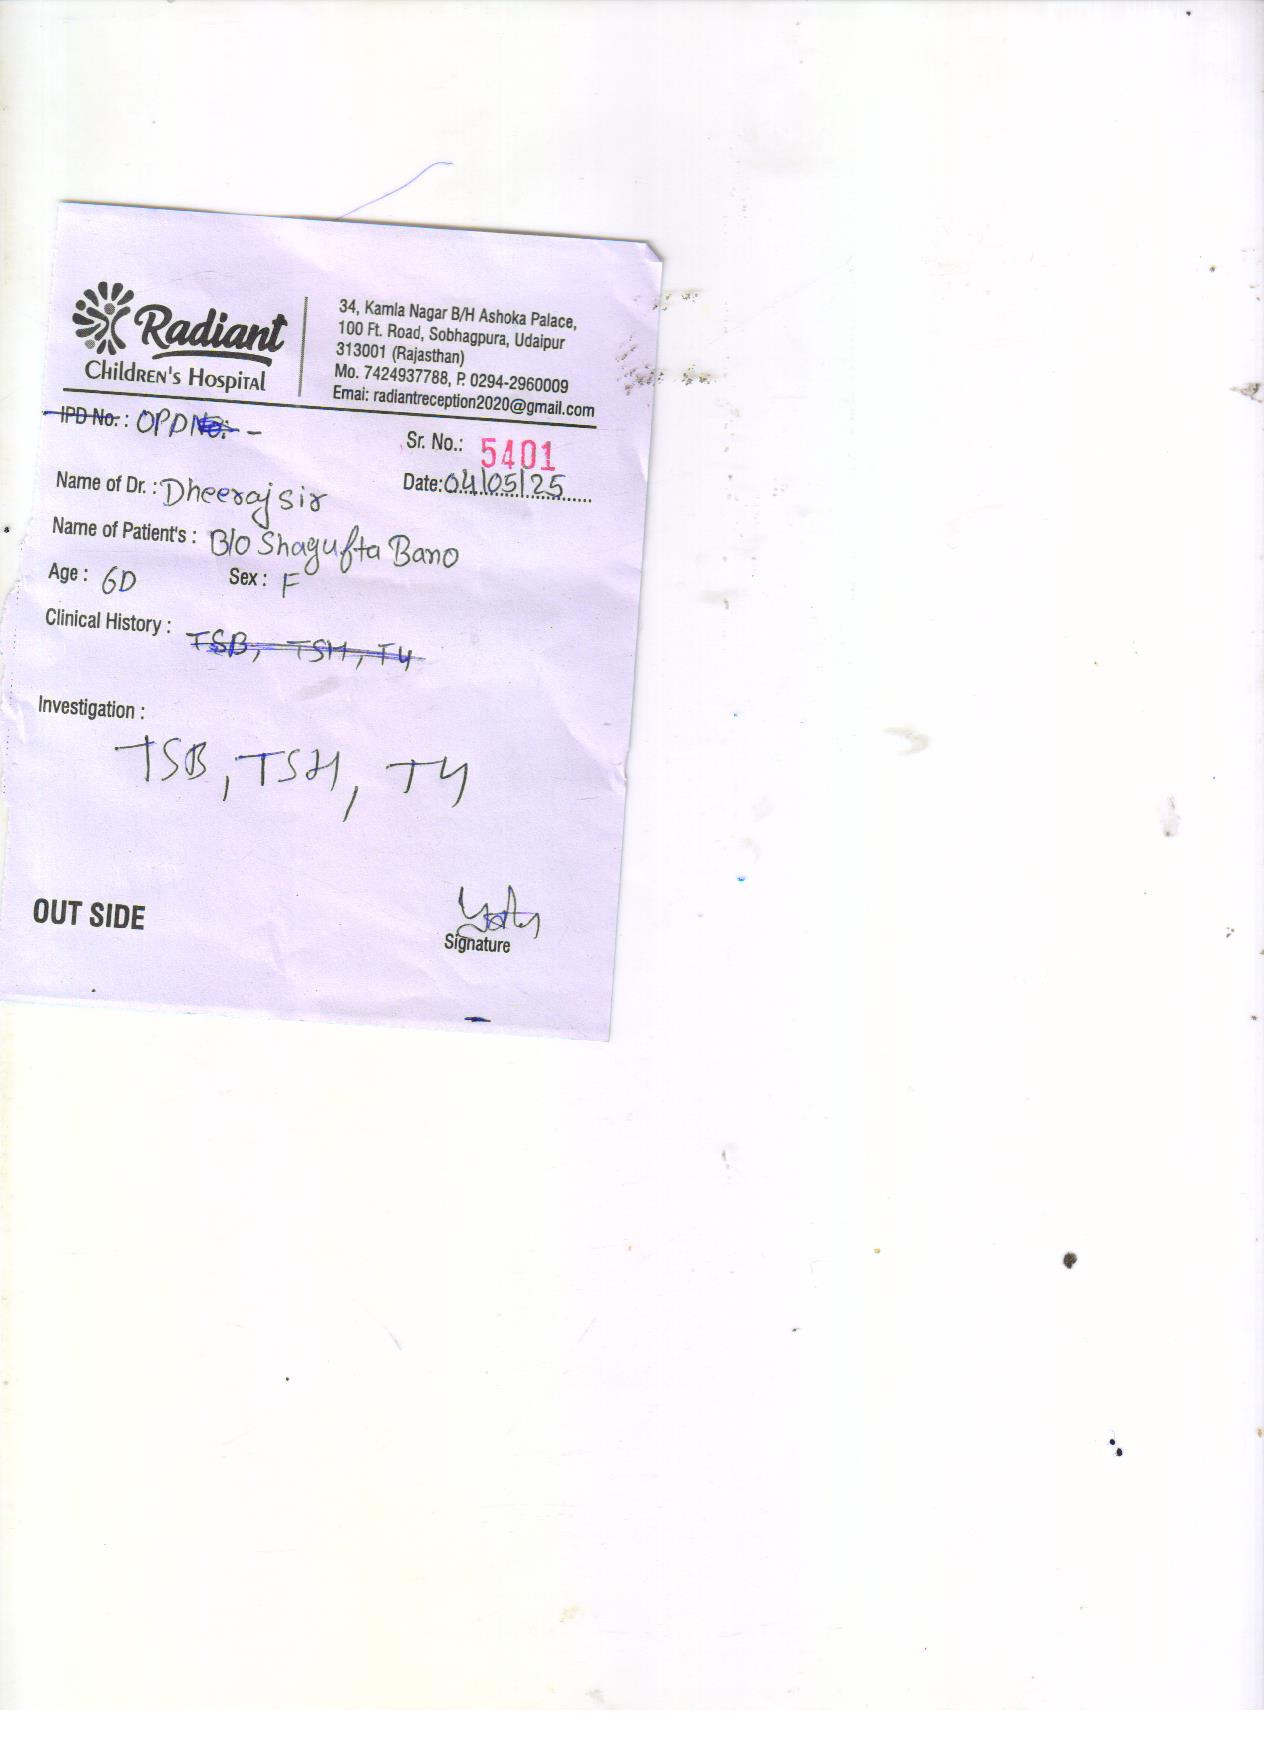 Radiant
Children's Hospital
34, Kamla Nagar B/H Ashoka Palace,
100 Ft. Road, Sobhagpura, Udaipur
313001 (Rajasthan)
Mo. 7424937788, P. 0294-2960009
Emai: radiantreception2020@gmail.com
IPD No. : OPD No. -
Sr. No.: 5401
Date: 04/05/25
Name of Dr. : Dheeraj sir
Name of Patient's : B/O Shagufta Bano
Age : 6D Sex : F
Clinical History : TSB, TSH, T4
Investigation :
TSB, TSH, T4
OUT SIDE
Signature